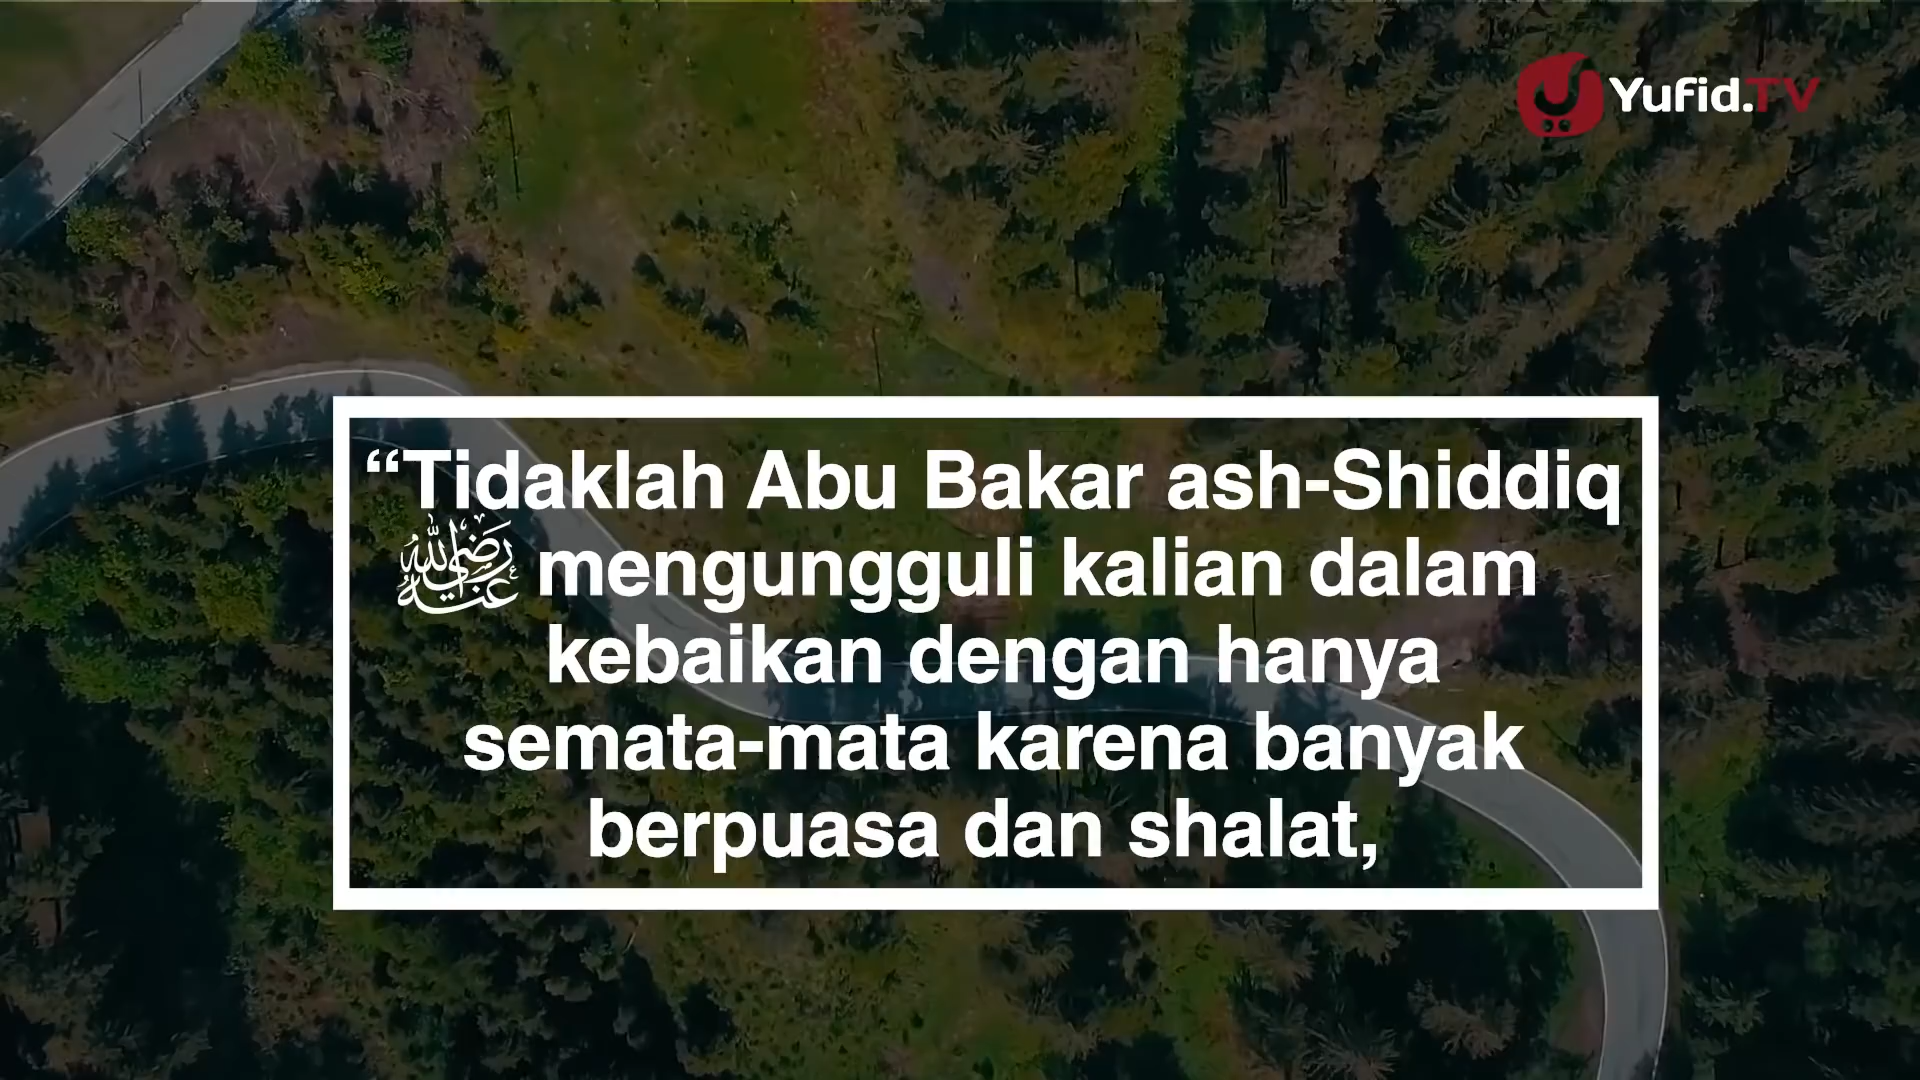 Yufid.TV
“Tidaklah Abu Bakar ash-Shiddiq
رضي الله عنه mengungguli kalian dalam
kebaikan dengan hanya
semata-mata karena banyak
berpuasa dan shalat,